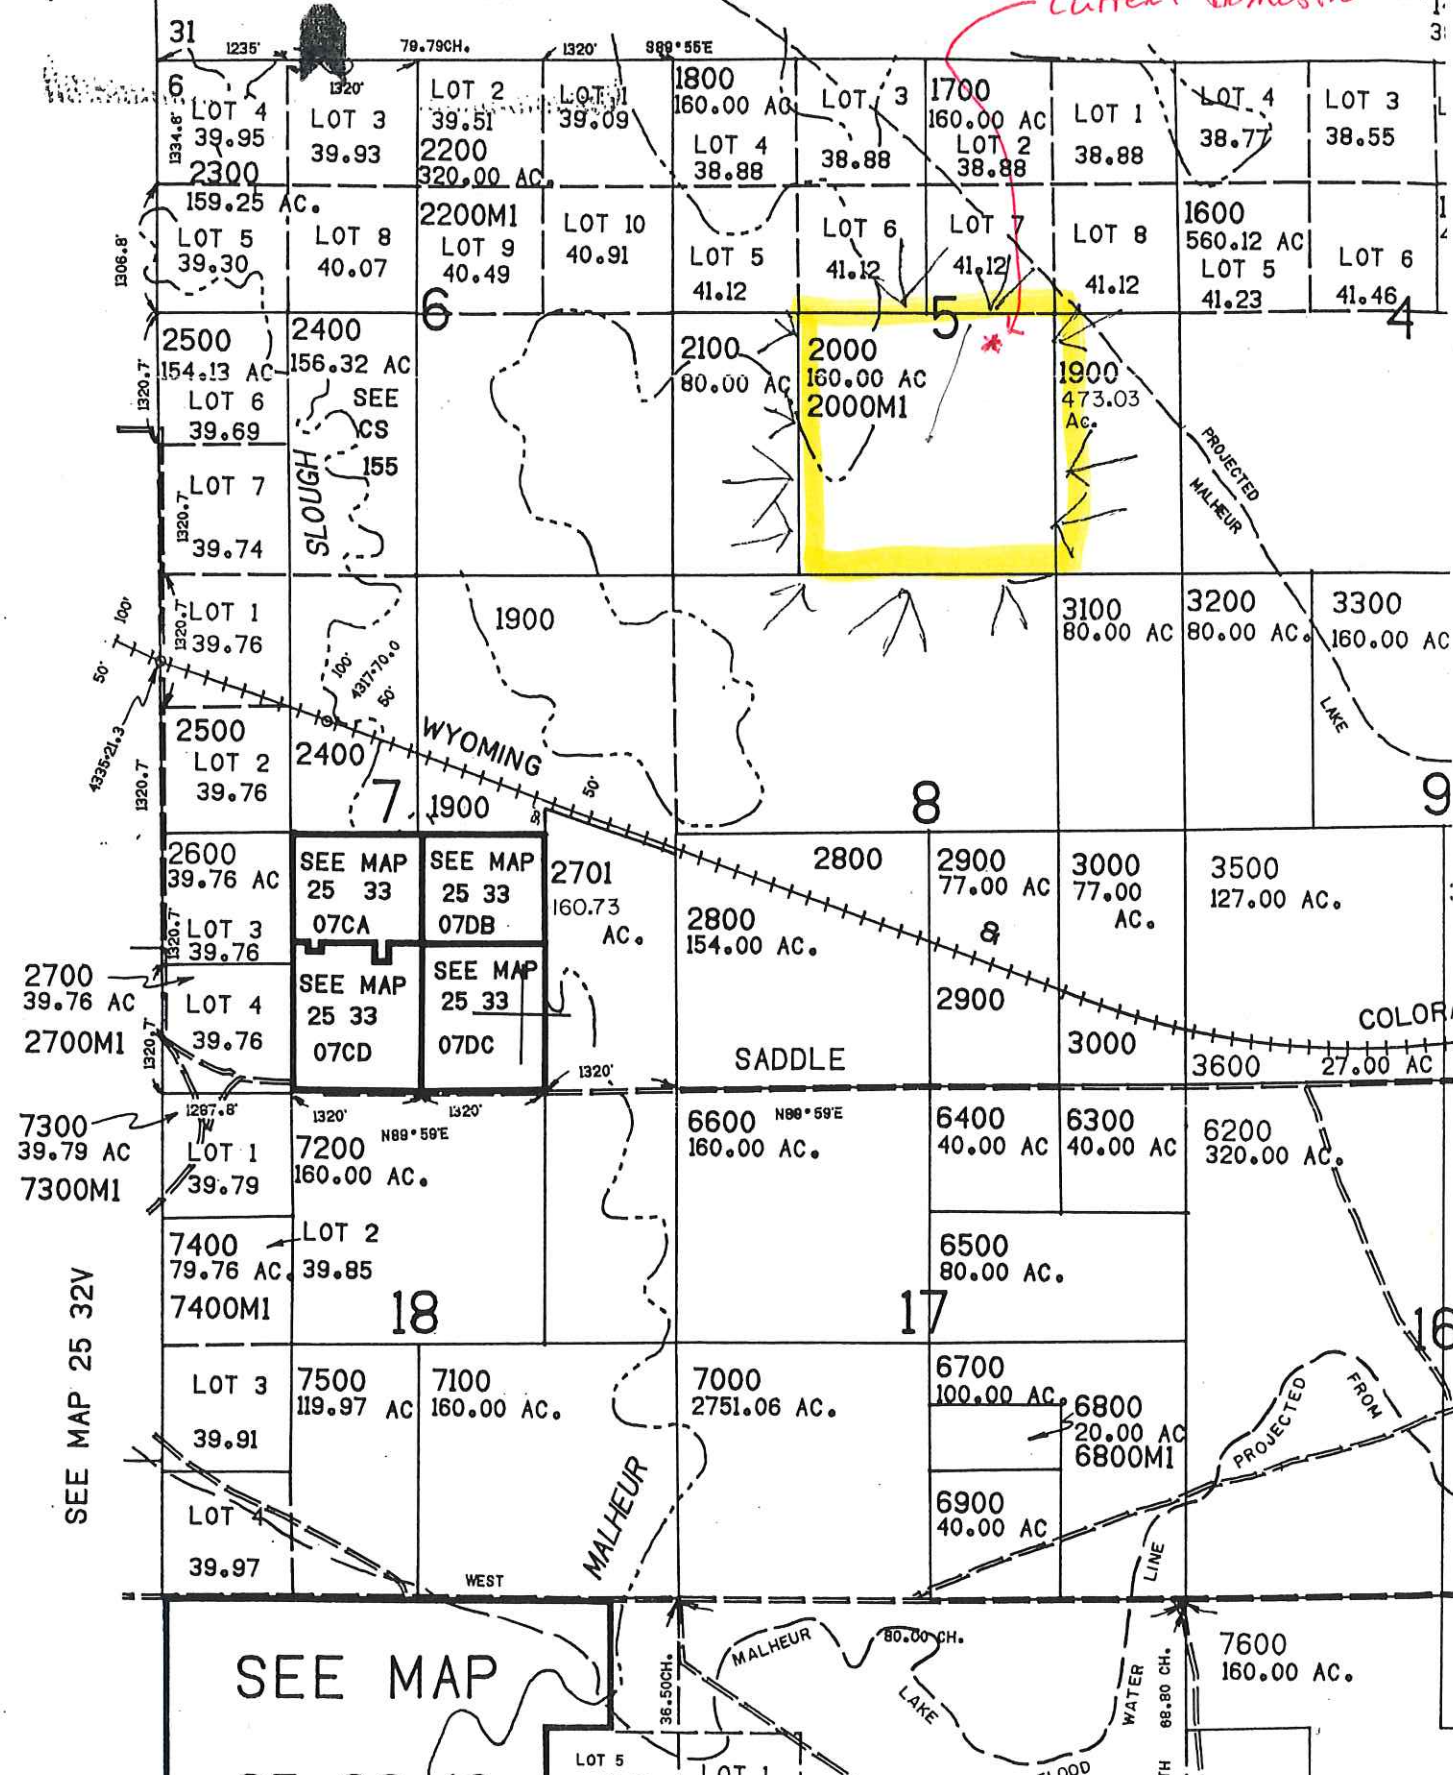 31
1235'
79.79CH.
1320'
S89°55'E
6
LOT 4
39.95
1334.6'
2300
159.25 AC.
1320'
LOT 3
39.93
LOT 2
39.51
2200
320.00 AC.
LOT 1
39.09
1800
160.00 AC
LOT 4
38.88
LOT 3
38.88
1700
160.00 AC
LOT 2
38.88
LOT 1
38.88
LOT 4
38.77
LOT 3
38.55
1306.8'
LOT 5
39.30
LOT 8
40.07
2200M1
LOT 9
40.49
LOT 10
40.91
LOT 5
41.12
LOT 6
41.12
LOT 7
41.12
LOT 8
41.12
1600
560.12 AC
LOT 5
41.23
LOT 6
41.46
6
5
4
2500
154.13 AC
LOT 6
39.69
1320.7'
2400
156.32 AC
SEE
CS
155
SLOUGH
2100
80.00 AC
2000
160.00 AC
2000M1
1900
473.03
Ac.
PROJECTED
MALHEUR
LAKE
LOT 7
39.74
1320.7'
LOT 1
39.76
1320.7'
100'
50'
4335+21.3
100'
4317+70.0
50'
1900
3100
80.00 AC
3200
80.00 AC.
3300
160.00 AC
2500
LOT 2
39.76
1320.7'
2400
WYOMING
50'
7
1900
8
9
2600
39.76 AC
LOT 3
39.76
1320.7'
SEE MAP
25 33
07CA
SEE MAP
25 33
07DB
2701
160.73
AC.
2800
2800
154.00 AC.
2900
77.00 AC
3000
77.00
AC.
3500
127.00 AC.
&
2700
39.76 AC
2700M1
LOT 4
39.76
1320.7'
SEE MAP
25 33
07CD
SEE MAP
25 33
07DC
2900
3000
SADDLE
3600
27.00 AC
1320'
7300
39.79 AC
7300M1
1287.8'
LOT 1
39.79
1320'
1320'
N89°59'E
7200
160.00 AC.
6600
160.00 AC.
N89°59'E
6400
40.00 AC
6300
40.00 AC
6200
320.00 AC.
7400
79.76 AC.
7400M1
LOT 2
39.85
6500
80.00 AC.
18
17
16
SEE MAP 25 32V
LOT 3
39.91
7500
119.97 AC
7100
160.00 AC.
7000
2751.06 AC.
6700
100.00 AC.
6800
20.00 AC
6800M1
PROJECTED
FROM
LOT 4
39.97
MALHEUR
6900
40.00 AC
LINE
WEST
SEE MAP
36.50CH.
MALHEUR
80.00 CH.
LAKE
WATER
68.80 CH.
7600
160.00 AC.
LOT 5
LOT 1